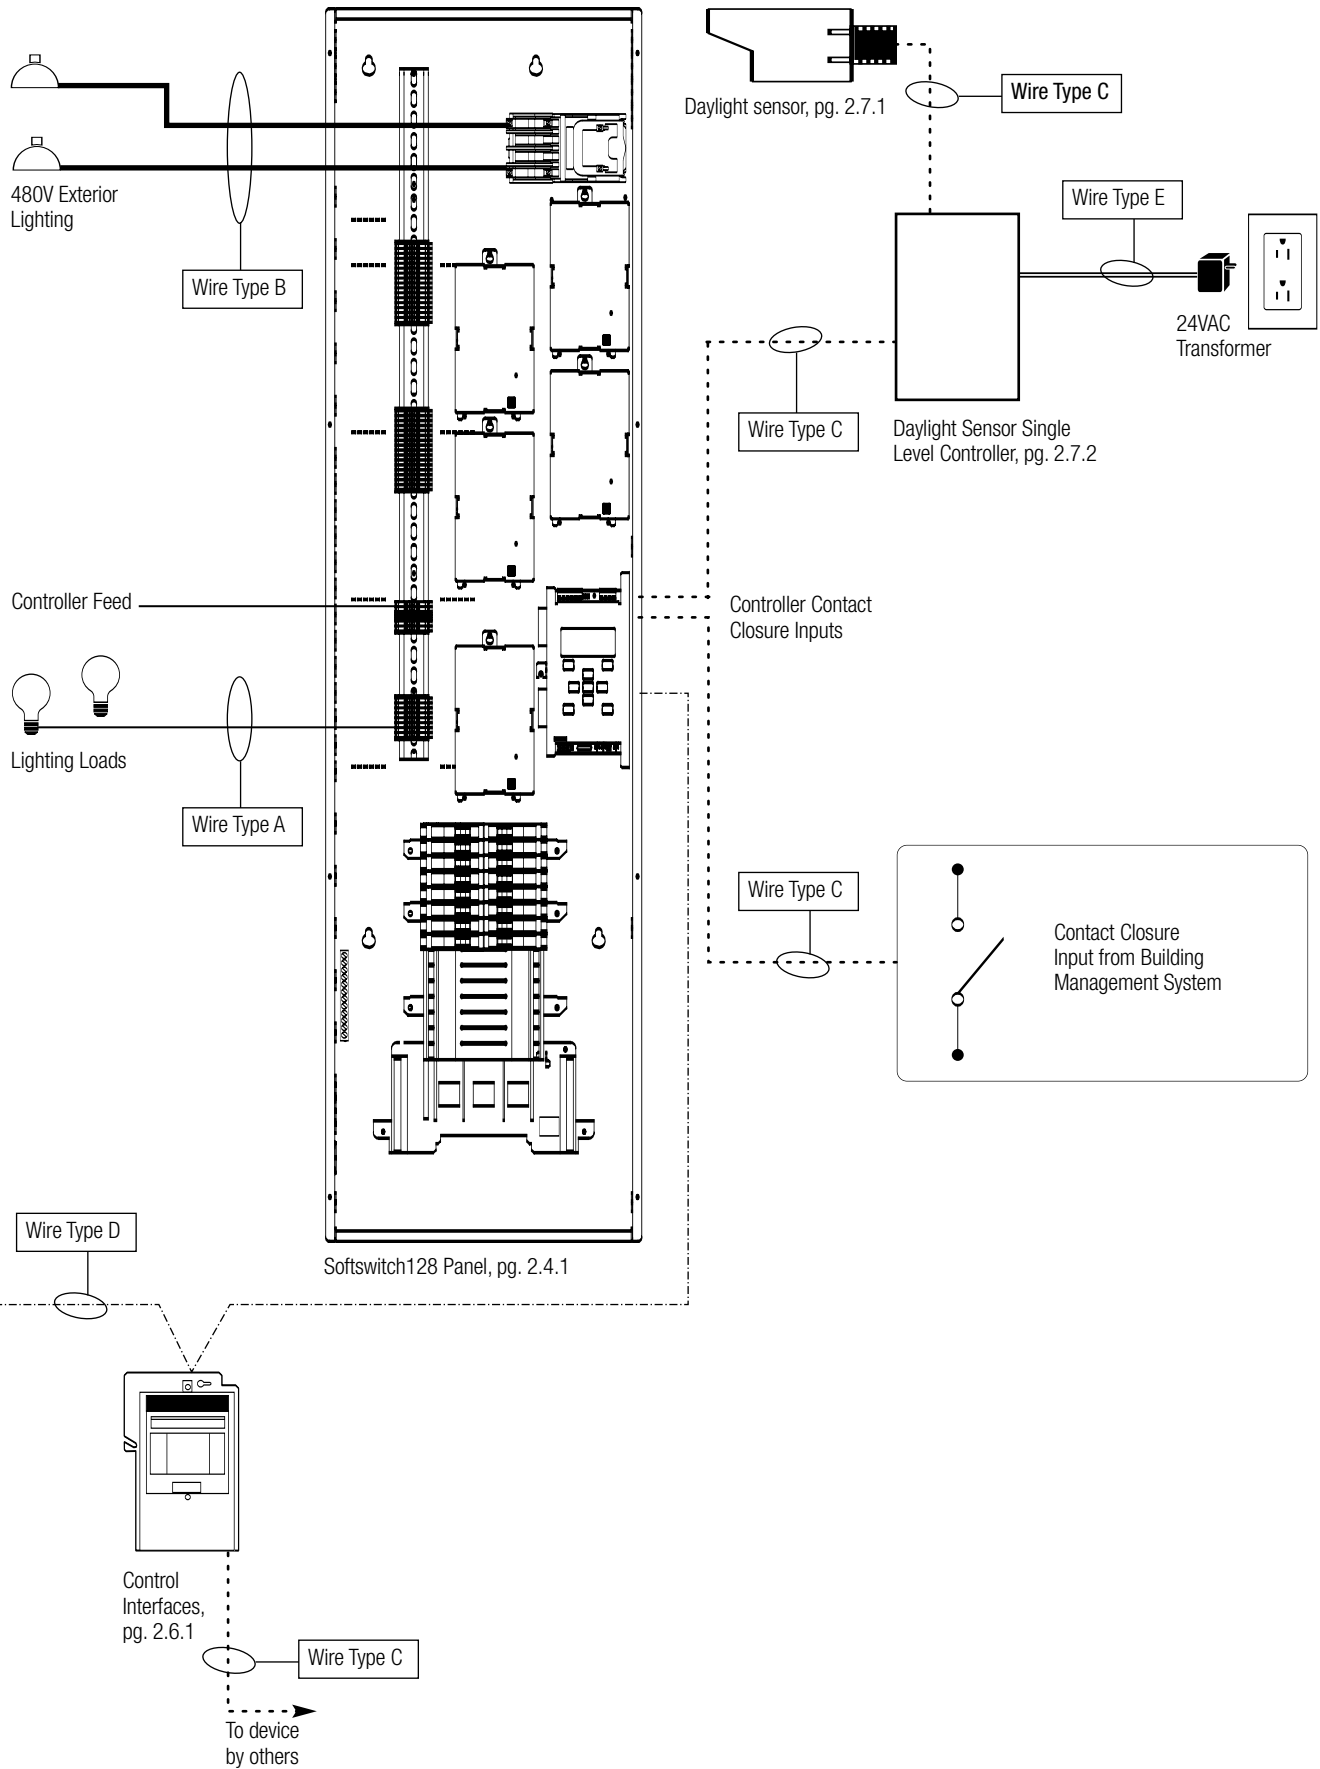 Daylight sensor, pg. 2.7.1
Wire Type C
480V Exterior
Lighting
Wire Type B
Wire Type E
24VAC
Transformer
Wire Type C
Daylight Sensor Single
Level Controller, pg. 2.7.2
Controller Feed
Controller Contact
Closure Inputs
Lighting Loads
Wire Type A
Wire Type C
Contact Closure
Input from Building
Management System
Wire Type D
Softswitch128 Panel, pg. 2.4.1
Control
Interfaces,
pg. 2.6.1
Wire Type C
To device
by others